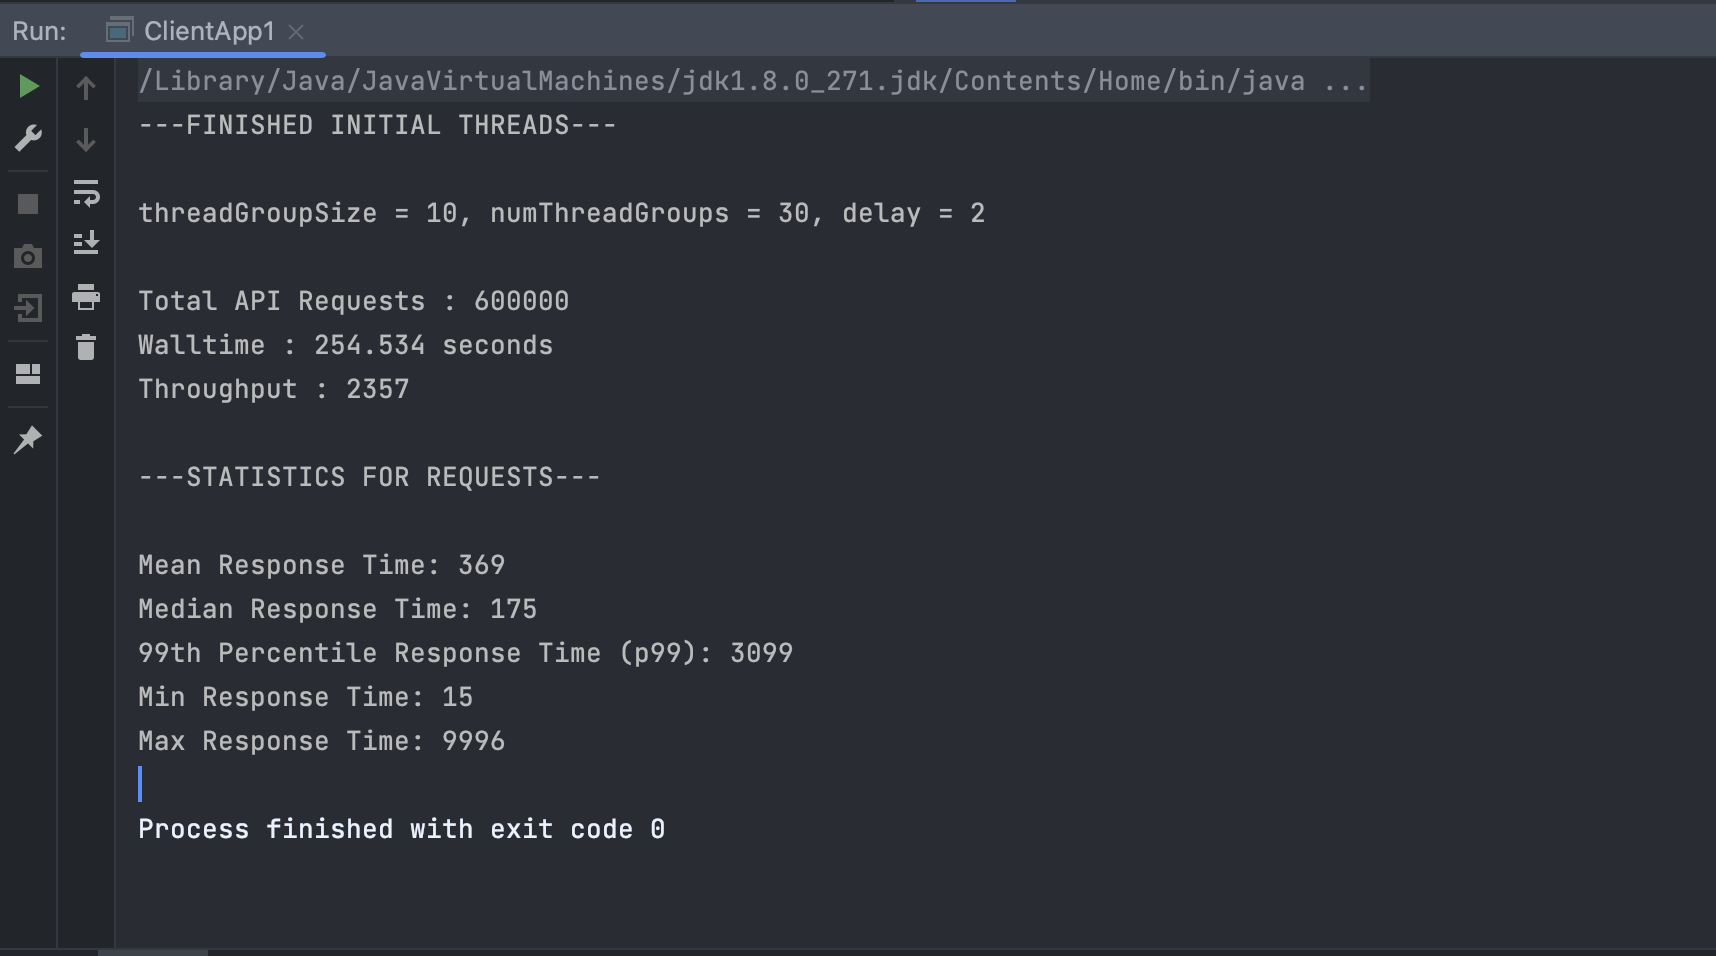 Run: ClientApp1
/Library/Java/JavaVirtualMachines/jdk1.8.0_271.jdk/Contents/Home/bin/java ...
---FINISHED INITIAL THREADS---
threadGroupSize = 10, numThreadGroups = 30, delay = 2
Total API Requests : 600000
Walltime : 254.534 seconds
Throughput : 2357
---STATISTICS FOR REQUESTS---
Mean Response Time: 369
Median Response Time: 175
99th Percentile Response Time (p99): 3099
Min Response Time: 15
Max Response Time: 9996
Process finished with exit code 0